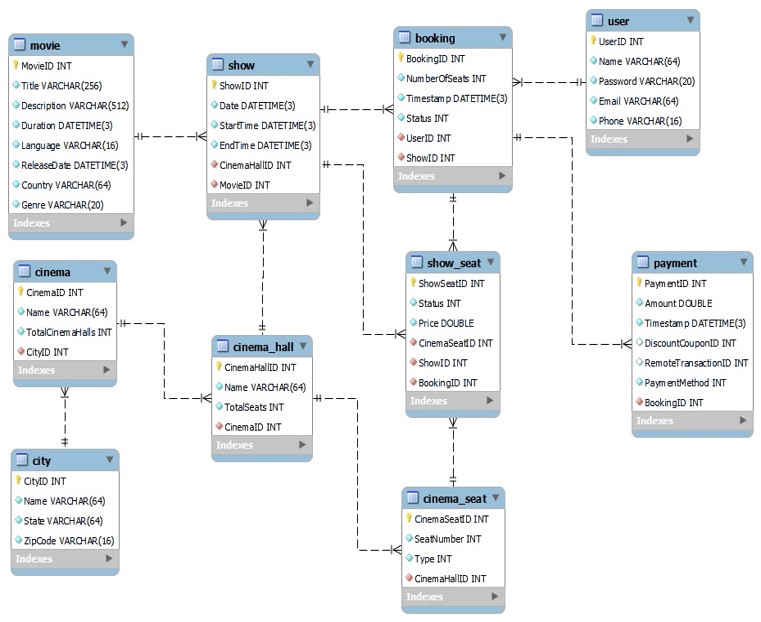 movie
MovieID INT
Title VARCHAR(256)
Description VARCHAR(512)
Duration DATETIME(3)
Language VARCHAR(16)
ReleaseDate DATETIME(3)
Country VARCHAR(64)
Genre VARCHAR(20)
Indexes
show
ShowID INT
Date DATETIME(3)
StartTime DATETIME(3)
EndTime DATETIME(3)
CinemaHallID INT
MovieID INT
Indexes
booking
BookingID INT
NumberOfSeats INT
Timestamp DATETIME(3)
Status INT
UserID INT
ShowID INT
Indexes
user
UserID INT
Name VARCHAR(64)
Password VARCHAR(20)
Email VARCHAR(64)
Phone VARCHAR(16)
Indexes
cinema
CinemaID INT
Name VARCHAR(64)
TotalCinemaHalls INT
CityID INT
Indexes
cinema_hall
CinemaHallID INT
Name VARCHAR(64)
TotalSeats INT
CinemaID INT
Indexes
show_seat
ShowSeatID INT
Status INT
Price DOUBLE
CinemaSeatID INT
ShowID INT
BookingID INT
Indexes
payment
PaymentID INT
Amount DOUBLE
Timestamp DATETIME(3)
DiscountCouponID INT
RemoteTransactionID INT
PaymentMethod INT
BookingID INT
Indexes
city
CityID INT
Name VARCHAR(64)
State VARCHAR(64)
ZipCode VARCHAR(16)
Indexes
cinema_seat
CinemaSeatID INT
SeatNumber INT
Type INT
CinemaHallID INT
Indexes